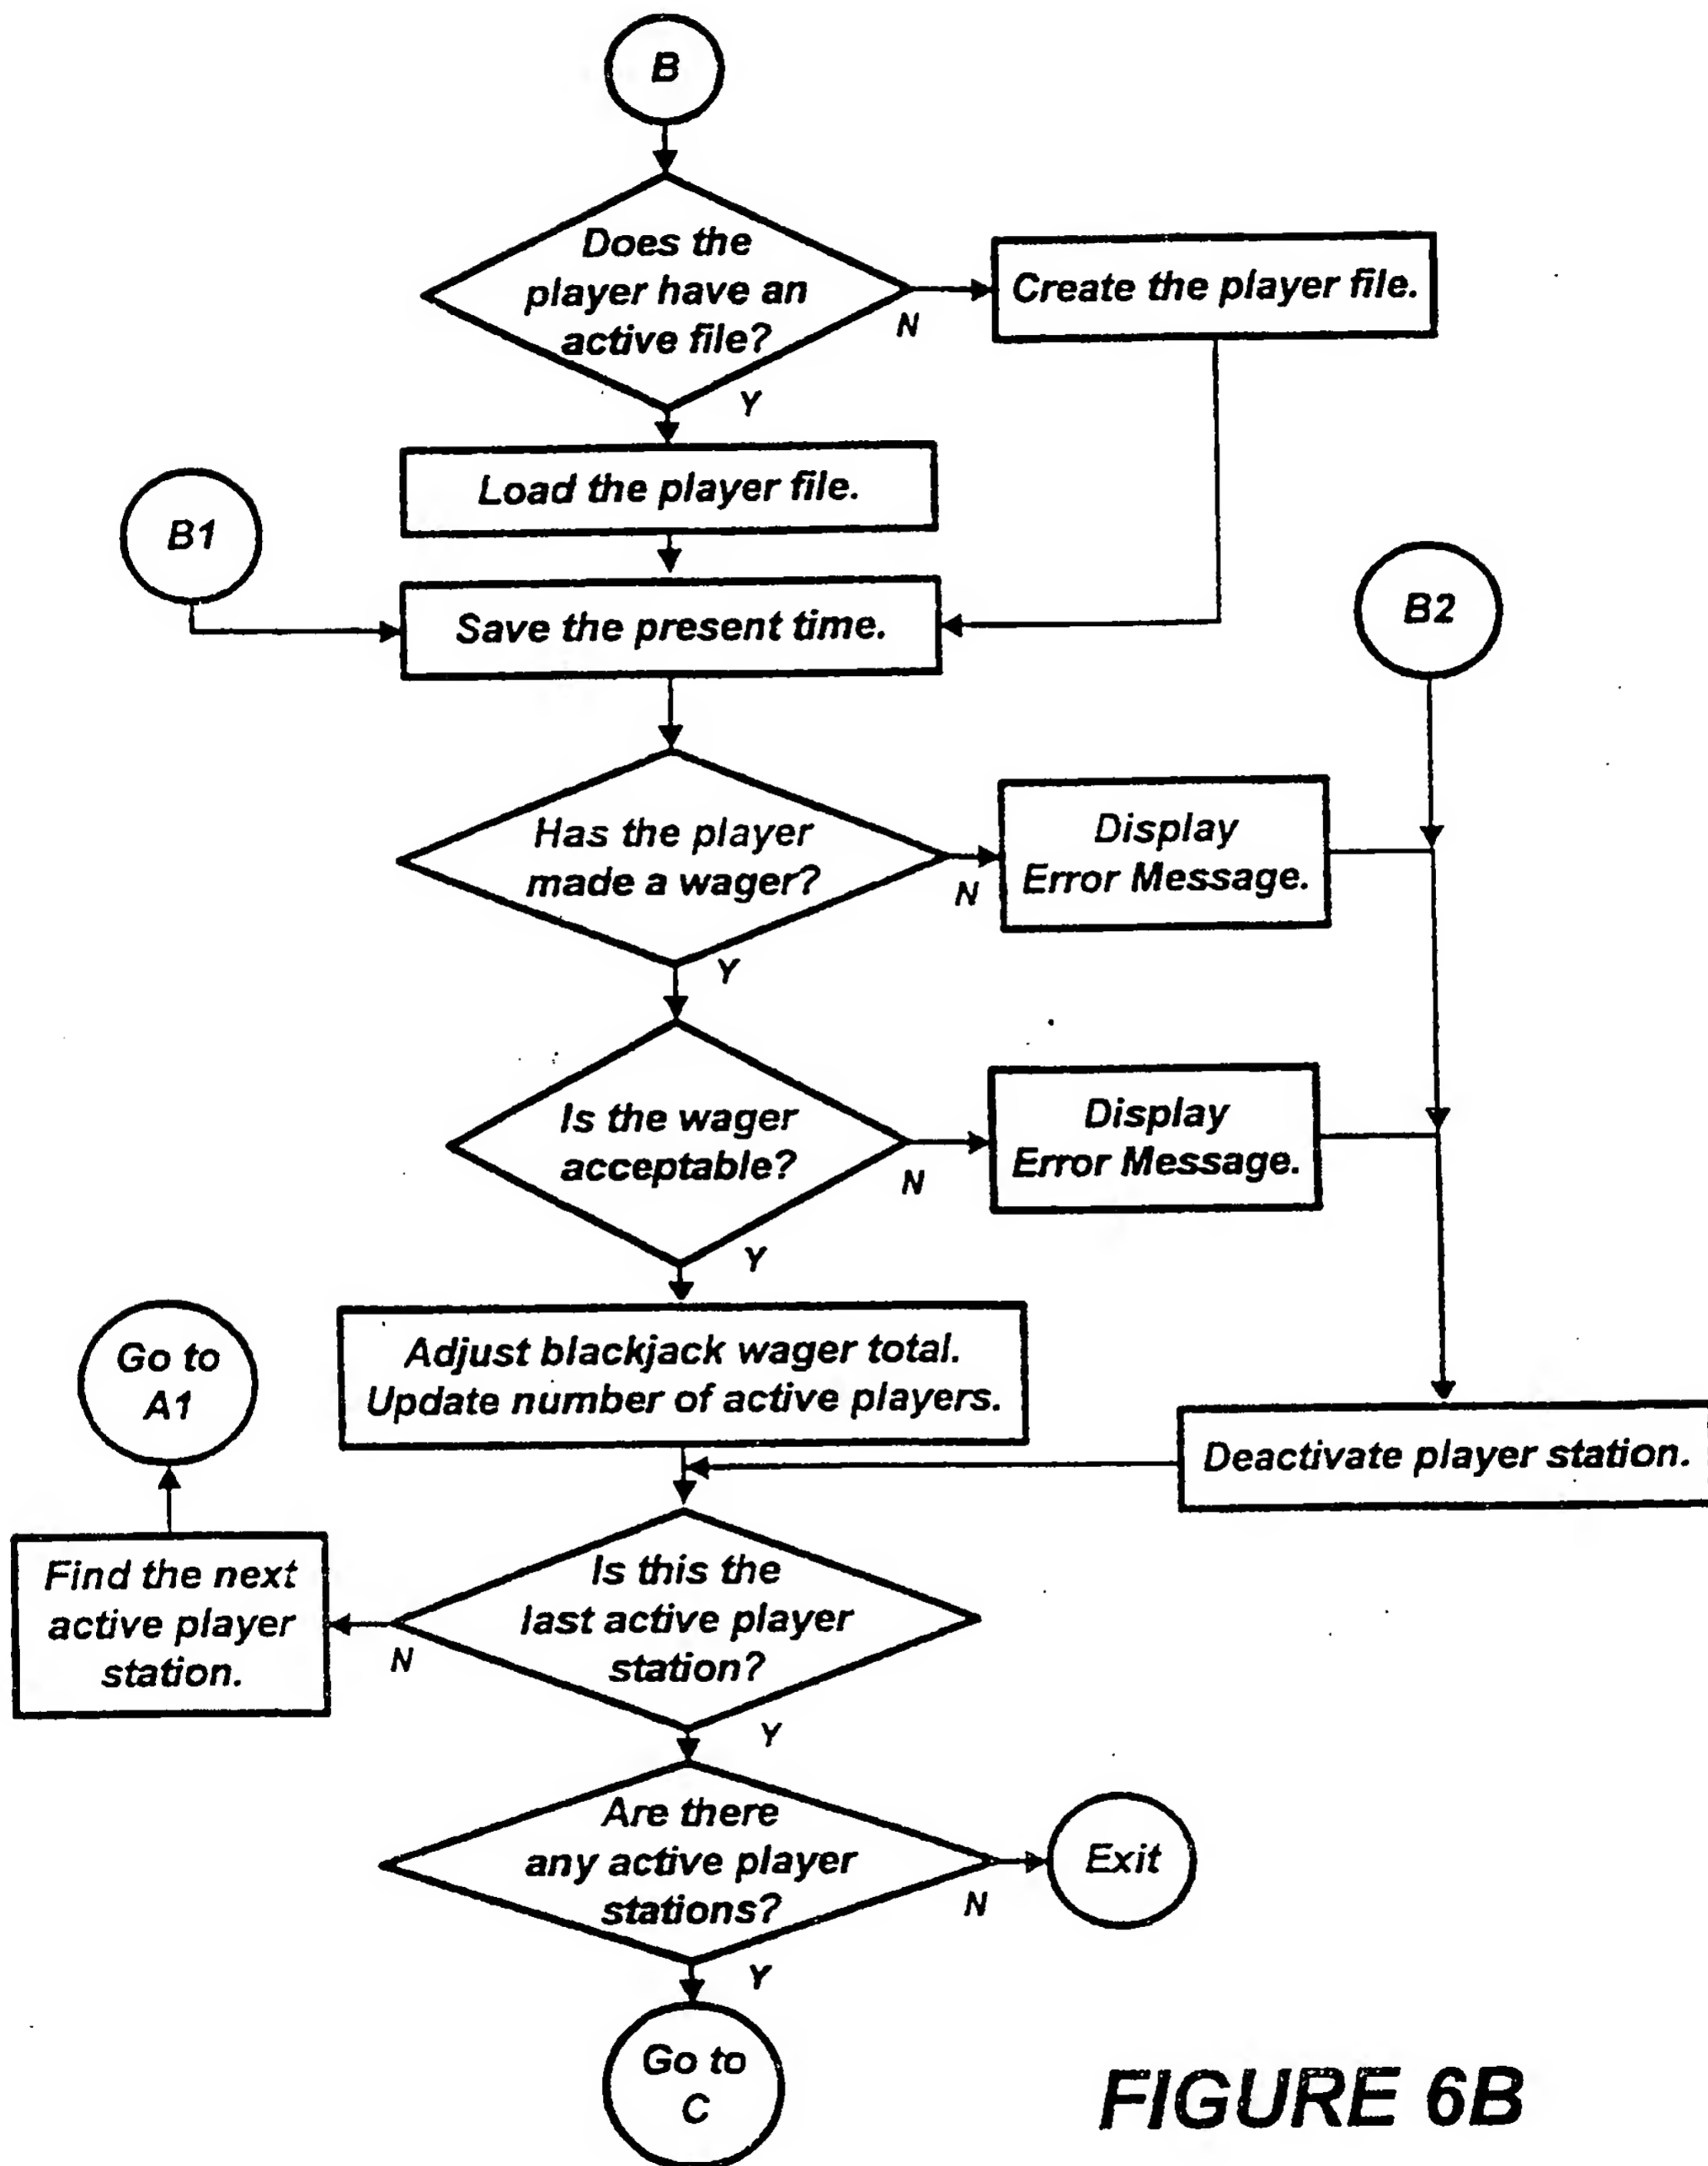 B
Does the
player have an
active file?
N
Create the player file.
Y
Load the player file.
B1
Save the present time.
B2
Has the player
made a wager?
N
Display
Error Message.
Y
Is the wager
acceptable?
N
Display
Error Message.
Y
Go to
A1
Adjust blackjack wager total.
Update number of active players.
Deactivate player station.
Find the next
active player
station.
N
Is this the
last active player
station?
Y
Are there
any active player
stations?
N
Exit
Y
Go to
C
FIGURE 6B